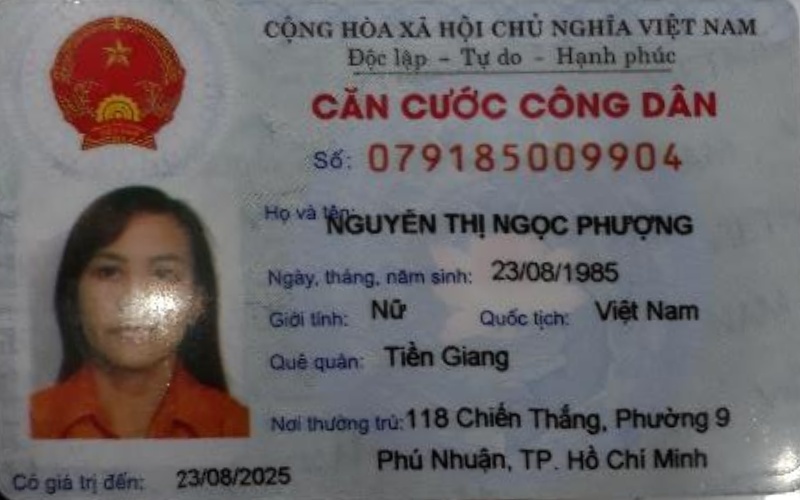 CỘNG HÒA XÃ HỘI CHỦ NGHĨA VIỆT NAM
Độc lập – Tự do – Hạnh phúc
CĂN CƯỚC CÔNG DÂN
Số: 079185009904
Họ và tên: NGUYỄN THỊ NGỌC PHƯỢNG
Ngày, tháng, năm sinh: 23/08/1985
Giới tính: Nữ Quốc tịch: Việt Nam
Quê quán: Tiền Giang
Nơi thường trú: 118 Chiến Thắng, Phường 9
Phú Nhuận, TP. Hồ Chí Minh
Có giá trị đến: 23/08/2025